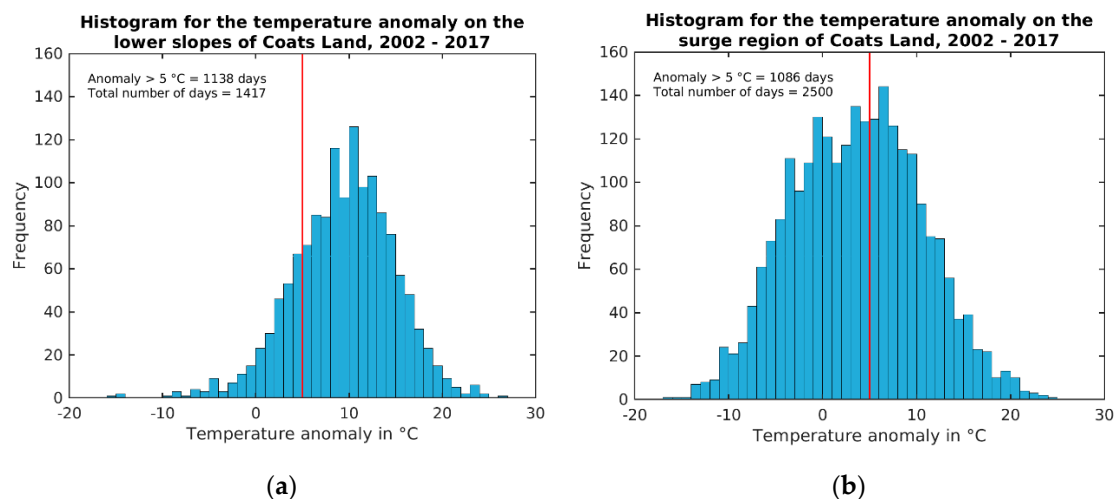 Histogram for the temperature anomaly on the
lower slopes of Coats Land, 2002 - 2017
160
140
120
100
80
60
40
20
0
Anomaly > 5 °C = 1138 days
Total number of days = 1417
Frequency
-20
-10
0
10
20
30
Temperature anomaly in °C
(a)
Histogram for the temperature anomaly on the
surge region of Coats Land, 2002 - 2017
160
140
120
100
80
60
40
20
0
Anomaly > 5 °C = 1086 days
Total number of days = 2500
Frequency
-20
-10
0
10
20
30
Temperature anomaly in °C
(b)